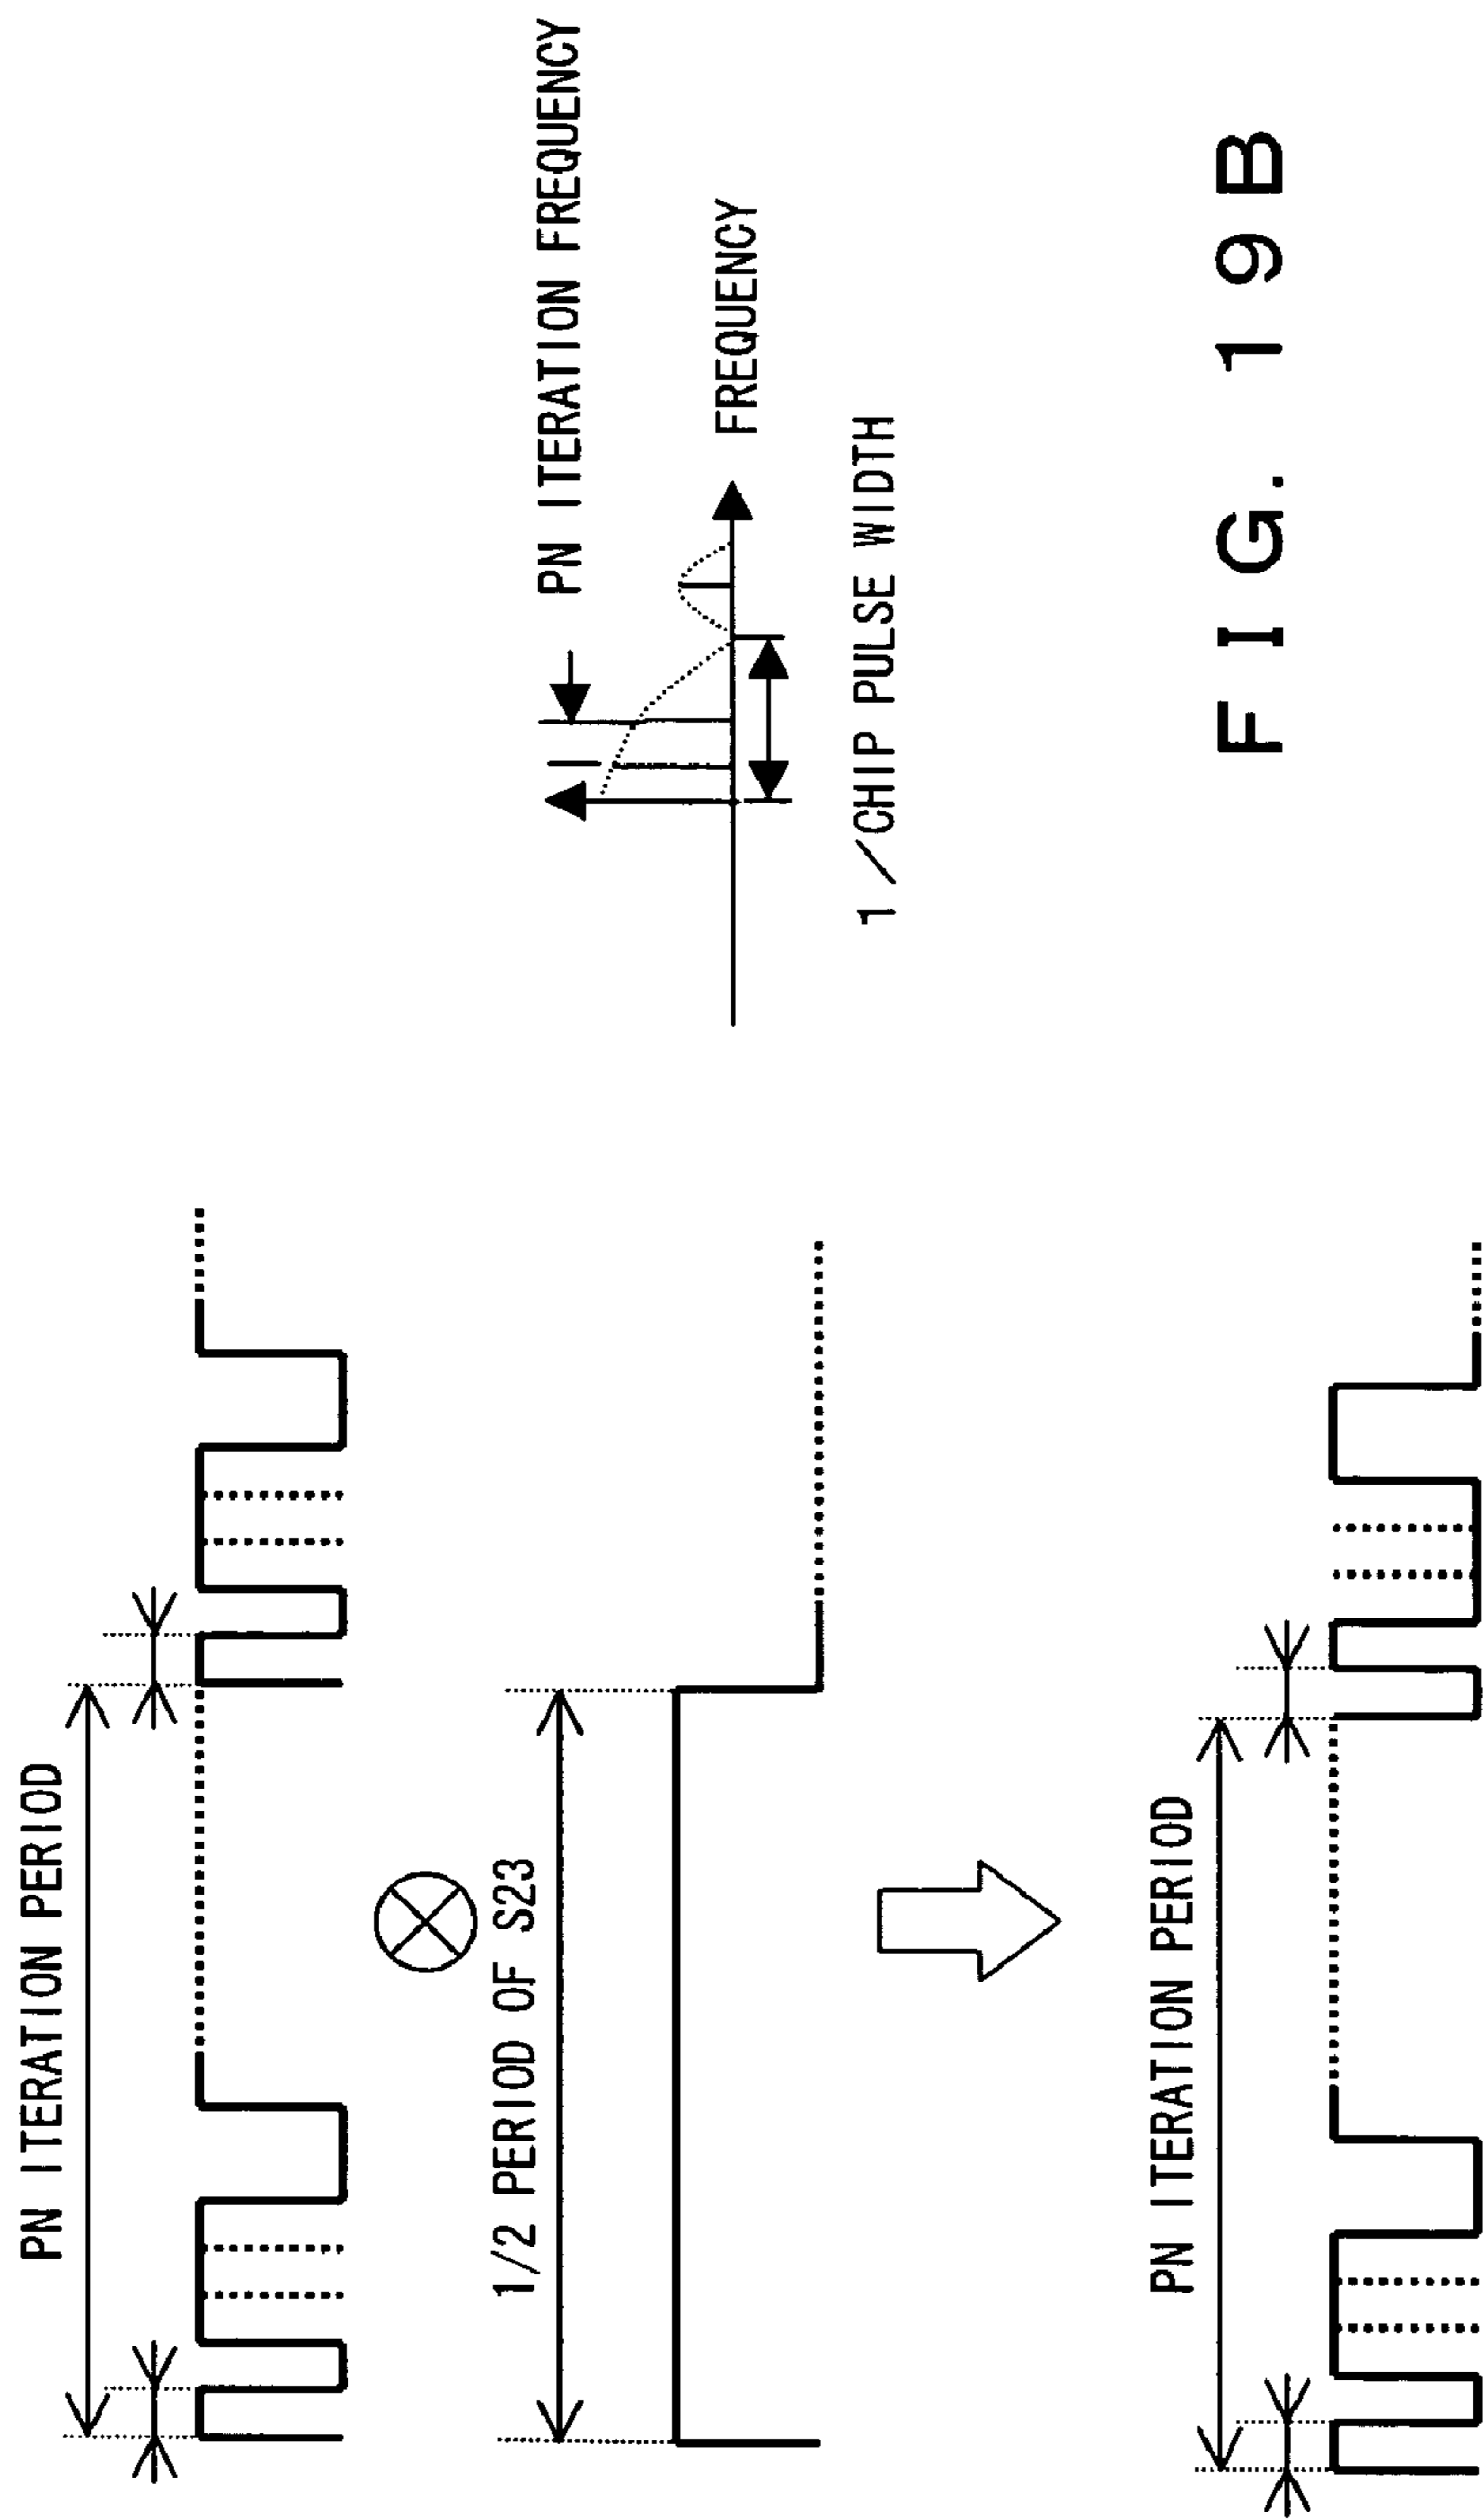 PN ITERATION PERIOD
1/2 PERIOD OF S23
PN ITERATION PERIOD
PN ITERATION FREQUENCY
FREQUENCY
1/CHIP PULSE WIDTH
FIG. 19B